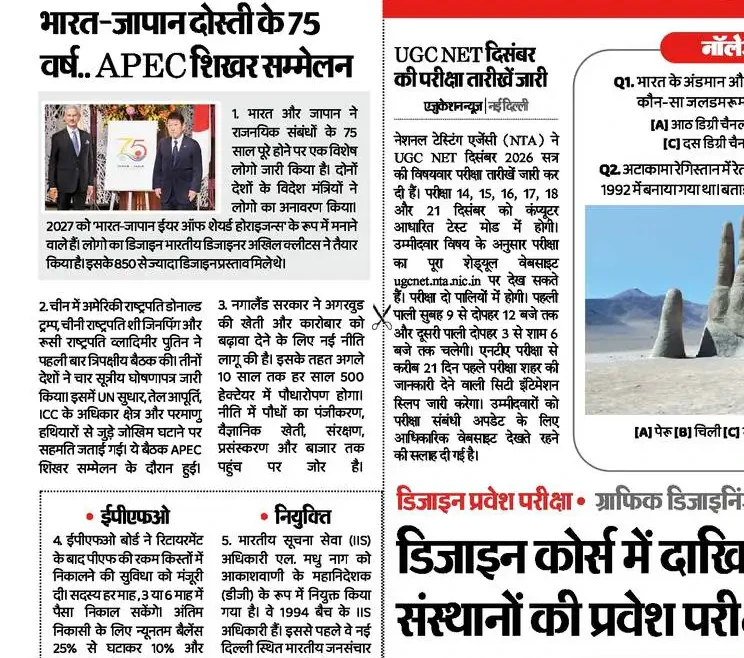 भारत-जापान दोस्ती के 75
वर्ष.. APEC शिखर सम्मेलन
75
1. भारत और जापान ने
राजनयिक संबंधों के 75
साल पूरे होने पर एक विशेष
लोगो जारी किया है। दोनों
देशों के विदेश मंत्रियों ने
लोगो का अनावरण किया।
2027 को 'भारत-जापान ईयर ऑफ शेयर्ड होराइजन्स' के रूप में मनाने
वाले हैं। लोगो का डिजाइन भारतीय डिजाइनर अखिल क्लीटस ने तैयार
किया है। इसके 850 से ज्यादा डिजाइन प्रस्ताव मिले थे।
2. चीन में अमेरिकी राष्ट्रपति डोनाल्ड
ट्रम्प, चीनी राष्ट्रपति शी जिनपिंग और
रूसी राष्ट्रपति व्लादिमीर पुतिन ने
पहली बार त्रिपक्षीय बैठक की। तीनों
देशों ने चार सूत्रीय घोषणापत्र जारी
किया। इसमें UN सुधार, तेल आपूर्ति,
ICC के अधिकार क्षेत्र और परमाणु
हथियारों से जुड़े जोखिम घटाने पर
सहमति जताई गई। ये बैठक APEC
शिखर सम्मेलन के दौरान हुई।
3. नगालैंड सरकार ने अगरवुड
की खेती और कारोबार को
बढ़ावा देने के लिए नई नीति
लागू की है। इसके तहत अगले
10 साल तक हर साल 500
हेक्टेयर में पौधारोपण होगा।
नीति में पौधों का पंजीकरण,
वैज्ञानिक खेती, संरक्षण,
प्रसंस्करण और बाजार तक
पहुंच पर जोर है।
• ईपीएफओ
4. ईपीएफओ बोर्ड ने रिटायरमेंट
के बाद पीएफ की रकम किस्तों में
निकालने की सुविधा को मंजूरी
दी। सदस्य हर माह, 3 या 6 माह में
पैसा निकाल सकेंगे। अंतिम
निकासी के लिए न्यूनतम बैलेंस
25% से घटाकर 10% और
• नियुक्ति
5. भारतीय सूचना सेवा (IIS)
अधिकारी एल. मधु नाग को
आकाशवाणी के महानिदेशक
(डीजी) के रूप में नियुक्त किया
गया है। वे 1994 बैच के IIS
अधिकारी हैं। इससे पहले वे नई
दिल्ली स्थित भारतीय जनसंचार
UGC NET दिसंबर
की परीक्षा तारीखें जारी
एजुकेशन न्यूज | नई दिल्ली
नेशनल टेस्टिंग एजेंसी (NTA) ने
UGC NET दिसंबर 2026 सत्र
की विषयवार परीक्षा तारीखें जारी कर
दी हैं। परीक्षा 14, 15, 16, 17, 18
और 21 दिसंबर को कंप्यूटर
आधारित टेस्ट मोड में होगी।
उम्मीदवार विषय के अनुसार परीक्षा
का पूरा शेड्यूल वेबसाइट
ugcnet.nta.nic.in पर देख सकते
हैं। परीक्षा दो पालियों में होगी। पहली
पाली सुबह 9 से दोपहर 12 बजे तक
और दूसरी पाली दोपहर 3 से शाम 6
बजे तक चलेगी। एनटीए परीक्षा से
करीब 21 दिन पहले परीक्षा शहर की
जानकारी देने वाली सिटी इंटिमेशन
स्लिप जारी करेगा। उम्मीदवारों को
परीक्षा संबंधी अपडेट के लिए
आधिकारिक वेबसाइट देखते रहने
की सलाह दी गई है।
नॉले
Q1. भारत के अंडमान औ
कौन-सा जलडमरूम
[A] आठ डिग्री चैनल
[C] दस डिग्री चै
Q2. अटाकामा रेगिस्तान में रेत
1992 में बनाया गया था। बता
[A] पेरू [B] चिली [C]
डिजाइन प्रवेश परीक्षा • ग्राफिक डिजाइनिं
डिजाइन कोर्स में दाखि
संस्थानों की प्रवेश परी